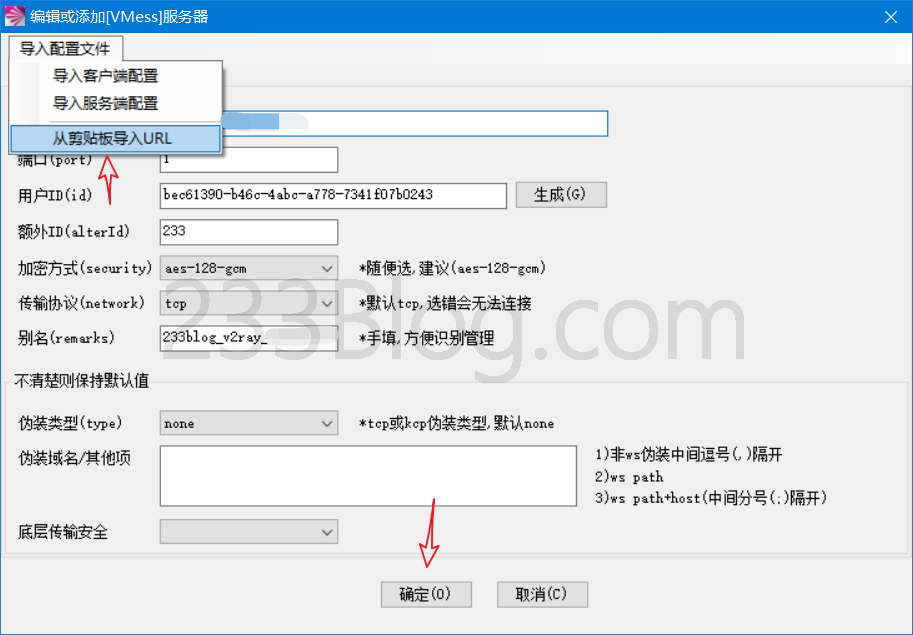 编辑或添加[VMess]服务器
导入配置文件
导入客户端配置
导入服务端配置
从剪贴板导入URL
端口(port) 1
用户ID(id) bec61390-b46c-4abc-a778-7341f07b0243 生成(G)
额外ID(alterId) 233
加密方式(security) aes-128-gcm *随便选,建议(aes-128-gcm)
传输协议(network) tcp *默认tcp,选错会无法连接
别名(remarks) 233blog_v2ray_ *手填,方便识别管理
233Blog.com
不清楚则保持默认值
伪装类型(type) none *tcp或kcp伪装类型,默认none
伪装域名/其他项 1)非ws伪装中间逗号(,)隔开
2)ws path
3)ws path+host(中间分号(;)隔开)
底层传输安全
确定(O) 取消(C)